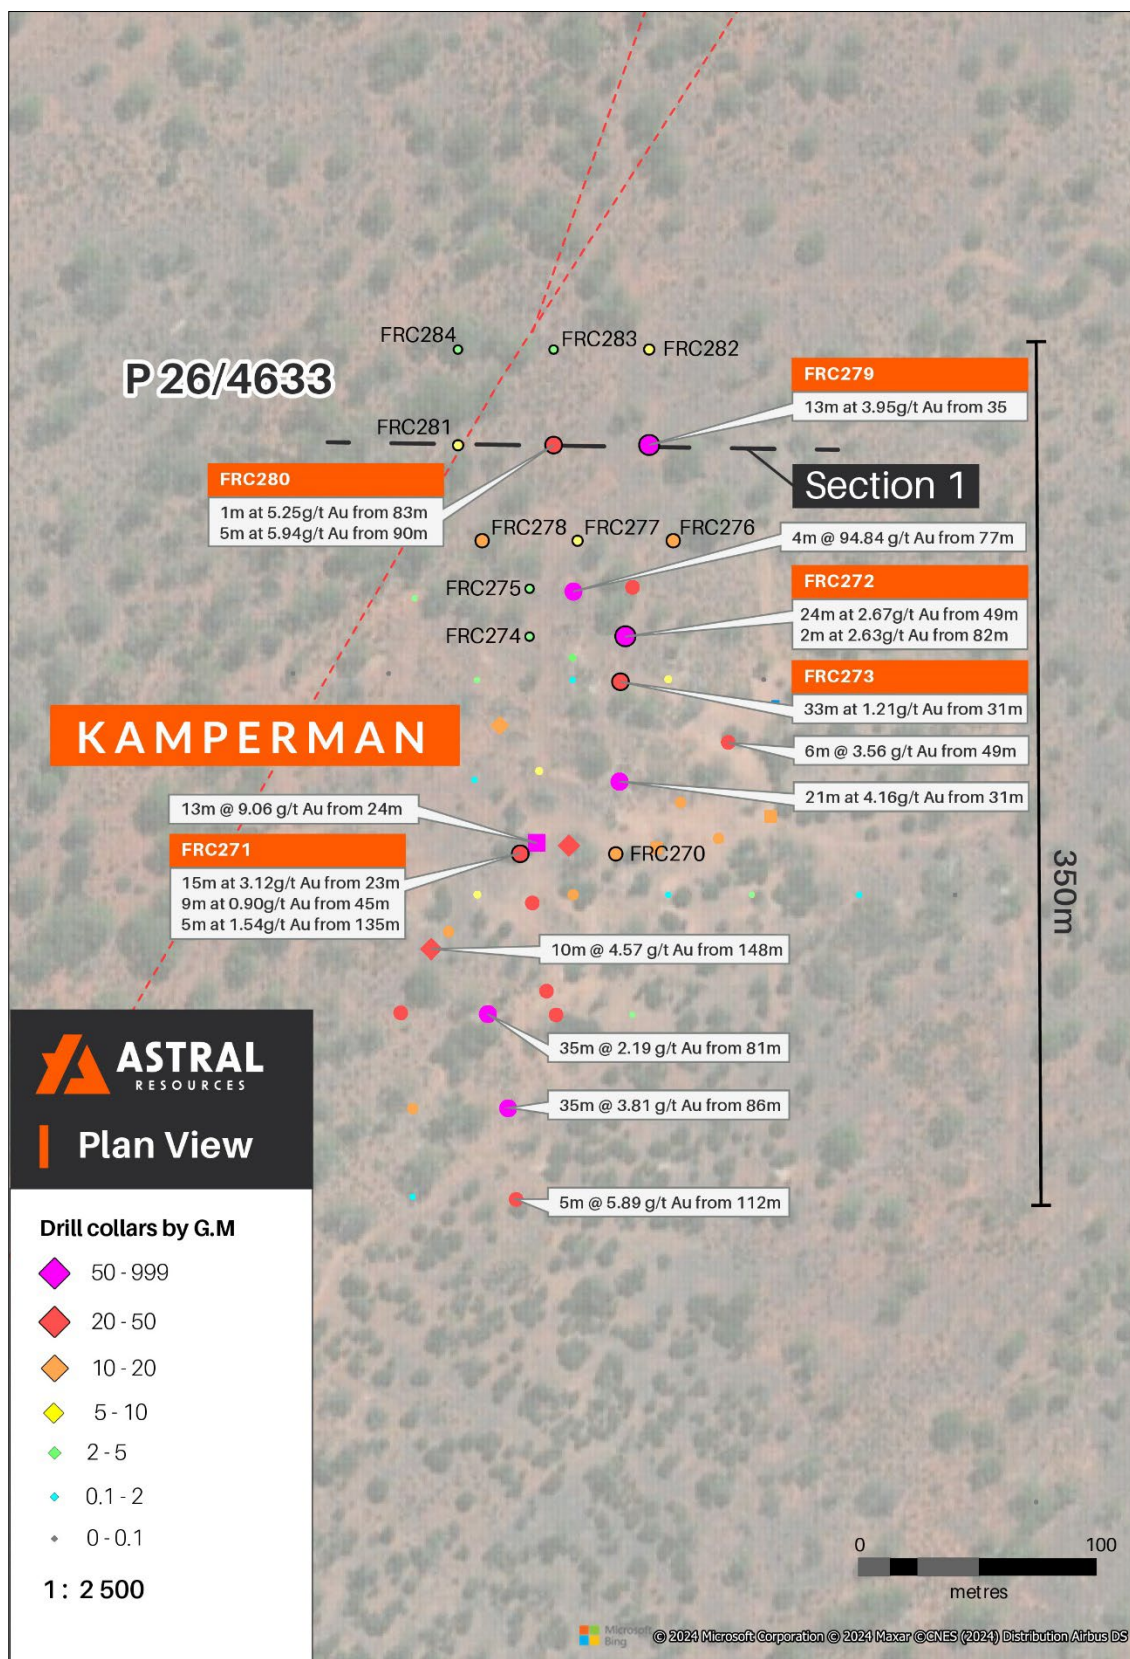 FRC284
FRC283
FRC282
P 26/4633
FRC279
13m at 3.95g/t Au from 35
FRC281
Section 1
FRC280
1m at 5.25g/t Au from 83m
5m at 5.94g/t Au from 90m
FRC278
FRC277
FRC276
4m @ 94.84 g/t Au from 77m
FRC275
FRC272
24m at 2.67g/t Au from 49m
2m at 2.63g/t Au from 82m
FRC274
FRC273
33m at 1.21g/t Au from 31m
KAMPERMAN
6m @ 3.56 g/t Au from 49m
21m at 4.16g/t Au from 31m
13m @ 9.06 g/t Au from 24m
FRC271
15m at 3.12g/t Au from 23m
9m at 0.90g/t Au from 45m
5m at 1.54g/t Au from 135m
FRC270
350m
10m @ 4.57 g/t Au from 148m
35m @ 2.19 g/t Au from 81m
35m @ 3.81 g/t Au from 86m
5m @ 5.89 g/t Au from 112m
ASTRAL
RESOURCES
Plan View
Drill collars by G.M
50 - 999
20 - 50
10 - 20
5 - 10
2 - 5
0.1 - 2
0 - 0.1
1 : 2 500
0 100
metres
Microsoft
Bing
© 2024 Microsoft Corporation © 2024 Maxar ©CNES (2024) Distribution Airbus DS